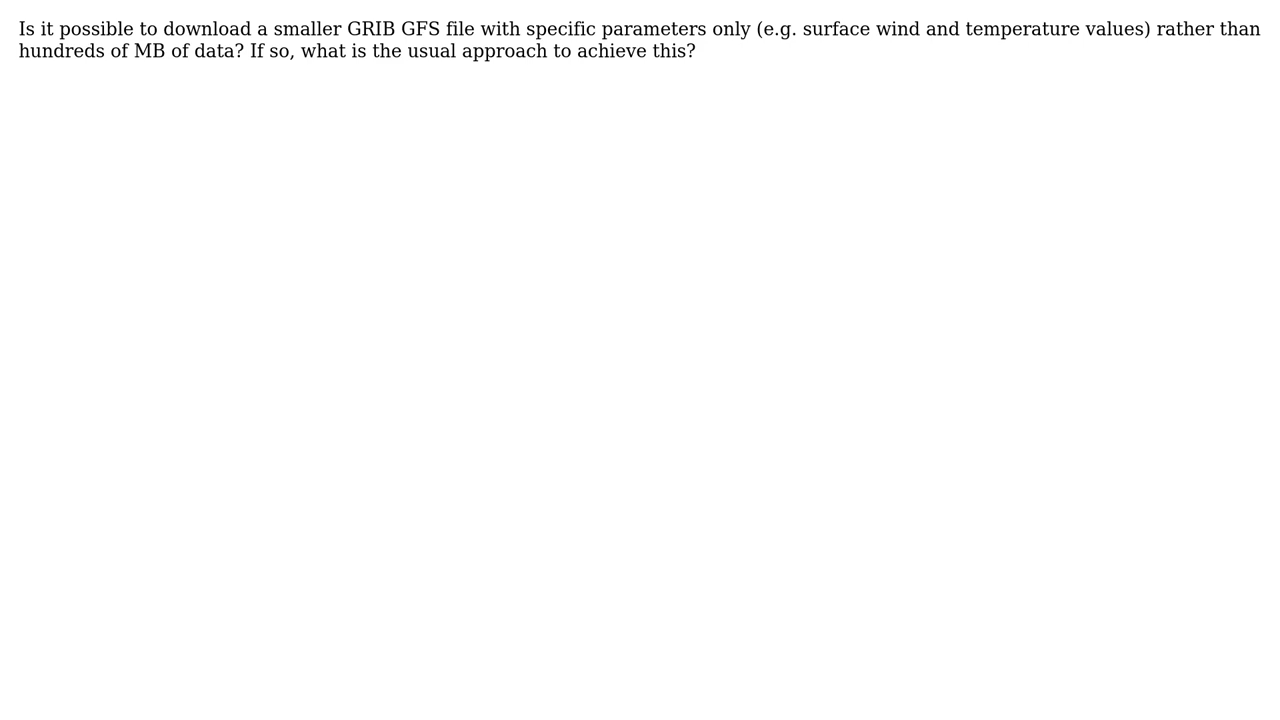 Is it possible to download a smaller GRIB GFS file with specific parameters only (e.g. surface wind and temperature values) rather than
hundreds of MB of data? If so, what is the usual approach to achieve this?